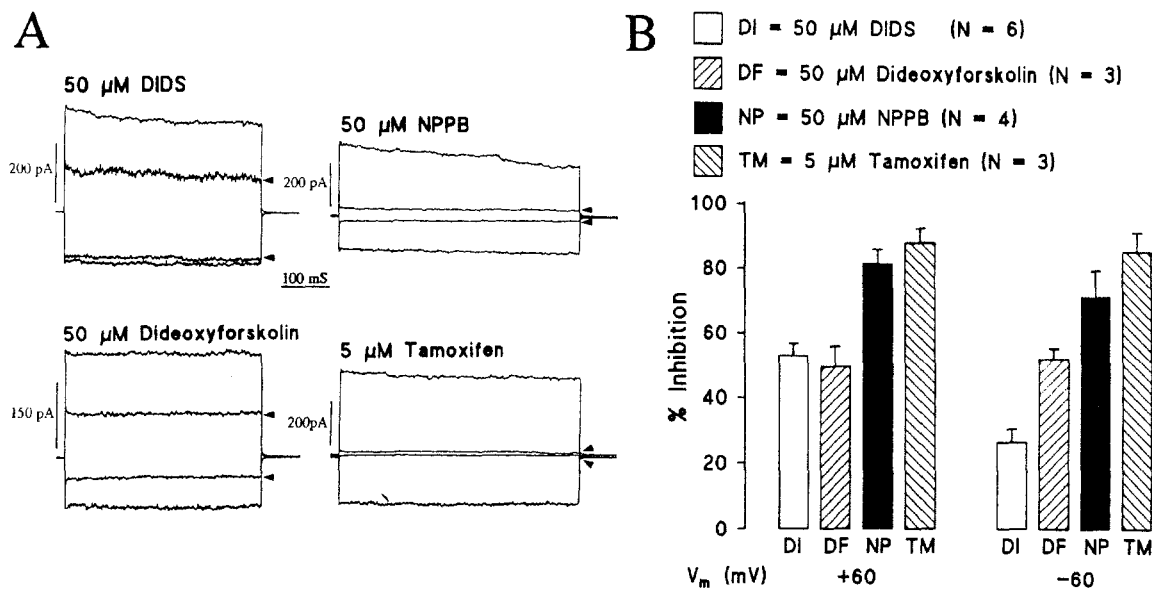 A
50 µM DIDS
200 pA
50 µM NPPB
200 pA
100 mS
50 µM Dideoxyforskolin
150 pA
5 µM Tamoxifen
200pA
B
DI = 50 µM DIDS (N = 6)
DF = 50 µM Dideoxyforskolin (N = 3)
NP = 50 µM NPPB (N = 4)
TM = 5 µM Tamoxifen (N = 3)
% Inhibition
100
80
60
40
20
0
DI DF NP TM DI DF NP TM
Vm (mV) +60 -60